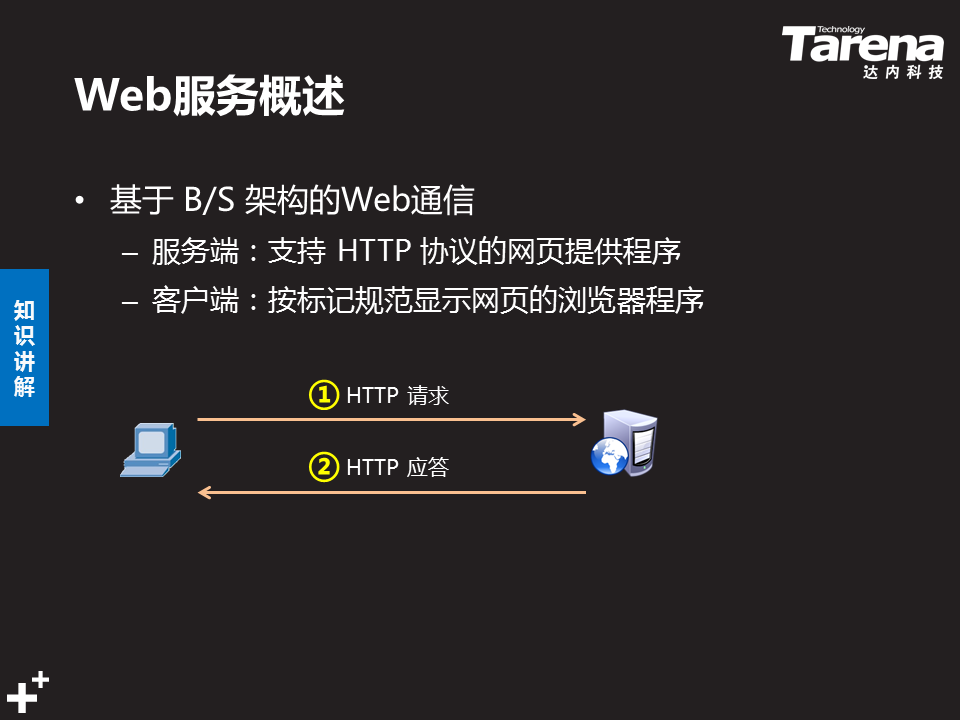 Technology
Tarena
达内科技
Web服务概述
• 基于 B/S 架构的Web通信
– 服务端：支持 HTTP 协议的网页提供程序
– 客户端：按标记规范显示网页的浏览器程序
知识讲解
① HTTP 请求
② HTTP 应答